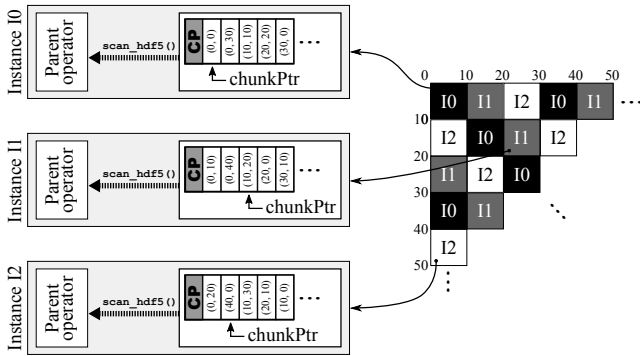 Instance I0
Parent operator
scan_hdf5()
CP
(0, 0)
(0, 30)
(10, 10)
(20, 20)
(30, 0)
...
chunkPtr
Instance I1
Parent operator
scan_hdf5()
CP
(0, 10)
(0, 40)
(10, 20)
(20, 0)
(30, 10)
...
chunkPtr
Instance I2
Parent operator
scan_hdf5()
CP
(0, 20)
(40, 0)
(10, 30)
(20, 10)
(10, 0)
...
chunkPtr
0 10 20 30 40 50
I0 I1 I2 I0 I1 ...
10
I2 I0 I1 I2
20
I1 I2 I0
30
I0 I1
40
I2
50